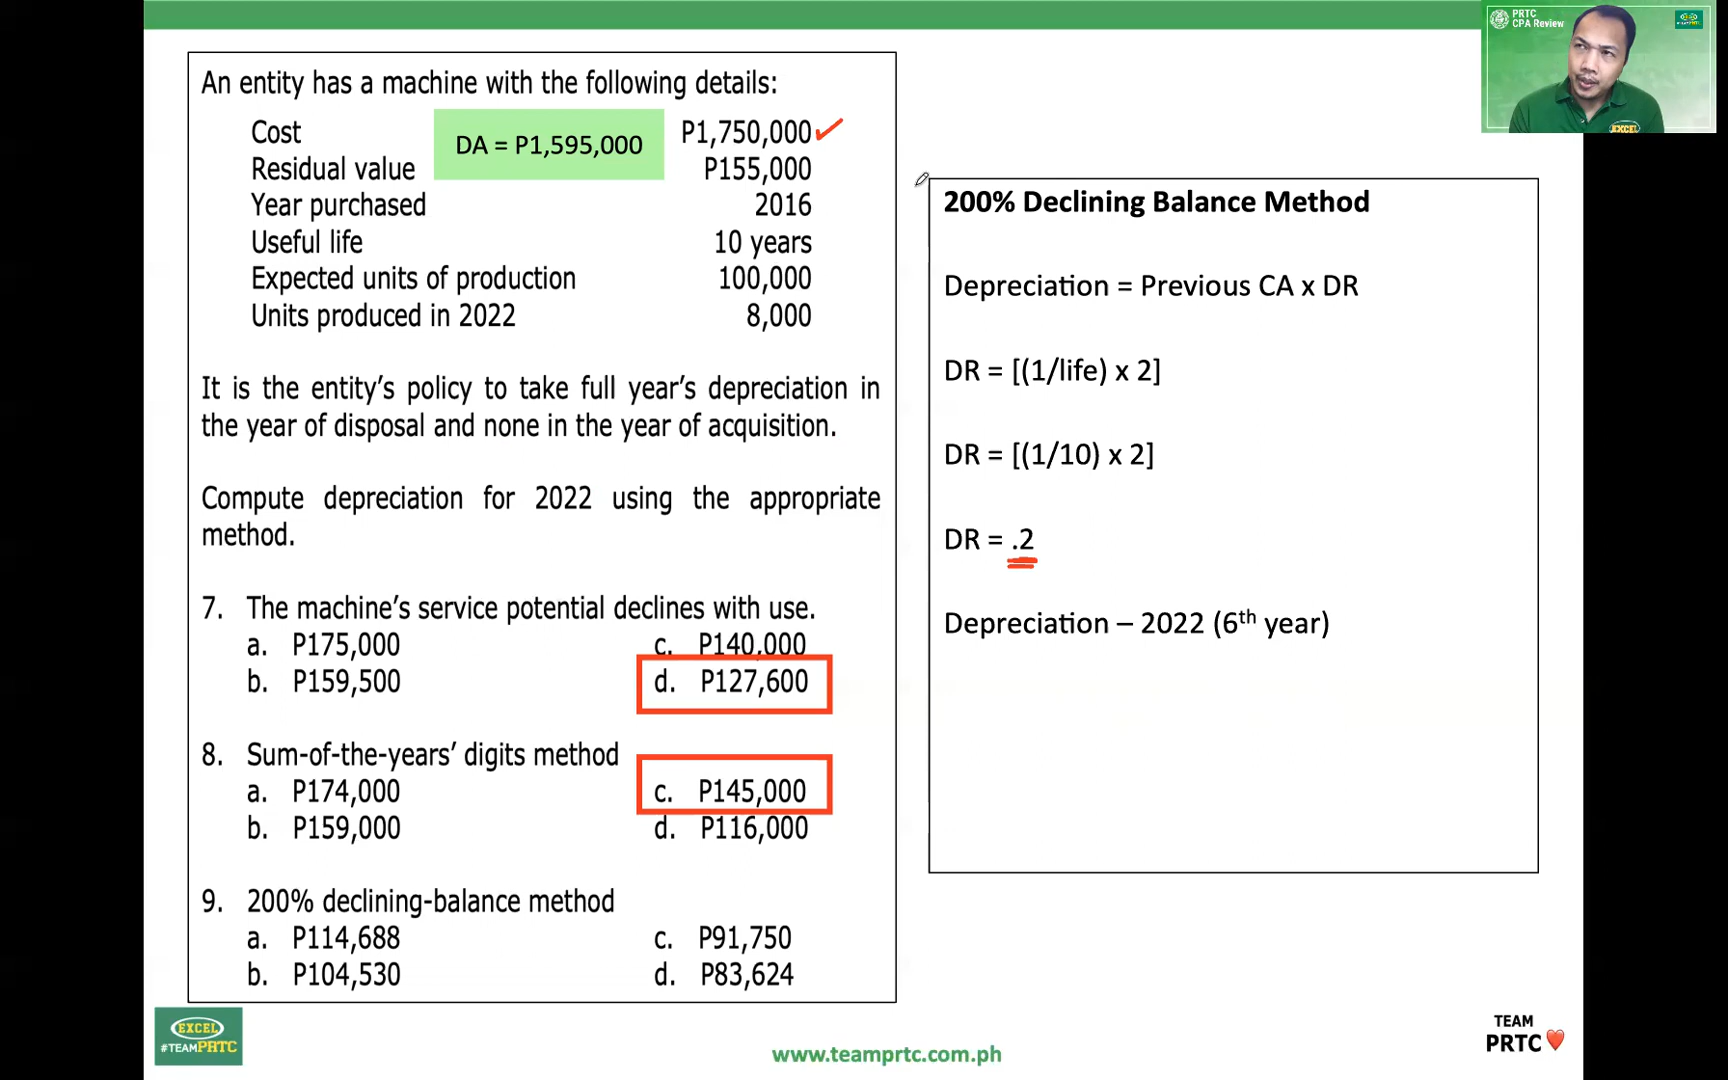 PRTC
CPA Review
An entity has a machine with the following details:
Cost P1,750,000
DA = P1,595,000
Residual value P155,000
Year purchased 2016
Useful life 10 years
Expected units of production 100,000
Units produced in 2022 8,000
It is the entity's policy to take full year's depreciation in
the year of disposal and none in the year of acquisition.
Compute depreciation for 2022 using the appropriate
method.
7. The machine's service potential declines with use.
a. P175,000 c. P140,000
b. P159,500 d. P127,600
8. Sum-of-the-years' digits method
a. P174,000 c. P145,000
b. P159,000 d. P116,000
9. 200% declining-balance method
a. P114,688 c. P91,750
b. P104,530 d. P83,624
200% Declining Balance Method
Depreciation = Previous CA x DR
DR = [(1/life) x 2]
DR = [(1/10) x 2]
DR = .2
Depreciation – 2022 (6th year)
EXCEL
EXCEL
#TEAMPRTC
www.teamprtc.com.ph
TEAM
PRTC